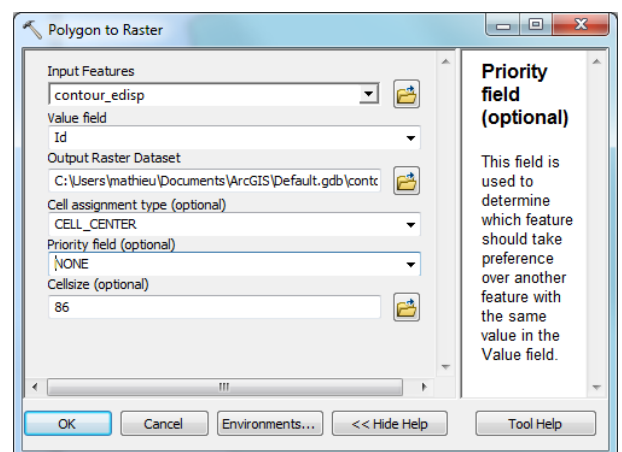 Polygon to Raster
Input Features
contour_edisp
Value field
Id
Output Raster Dataset
C:\Users\mathieu\Documents\ArcGIS\Default.gdb\contc
Cell assignment type (optional)
CELL_CENTER
Priority field (optional)
NONE
Cellsize (optional)
86
OK
Cancel
Environments...
<< Hide Help
Priority
field
(optional)
This field is
used to
determine
which feature
should take
preference
over another
feature with
the same
value in the
Value field.
Tool Help